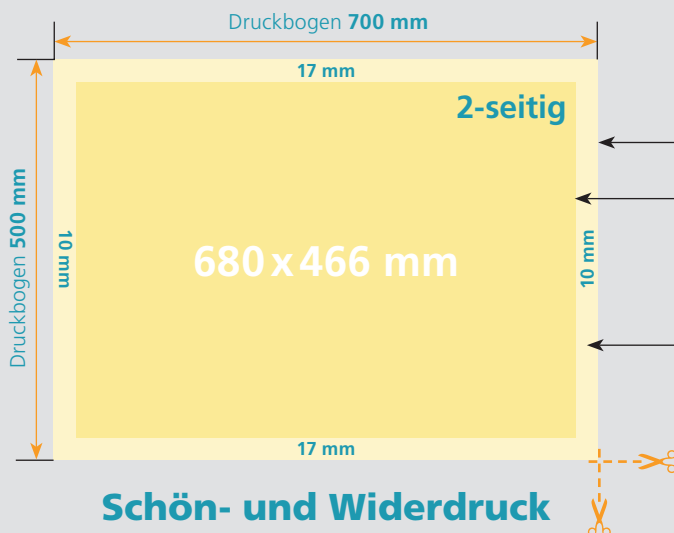 Druckbogen 700 mm
17 mm
2-seitig
Druckbogen 500 mm
10 mm
680 x 466 mm
10 mm
17 mm
Schön- und Widerdruck